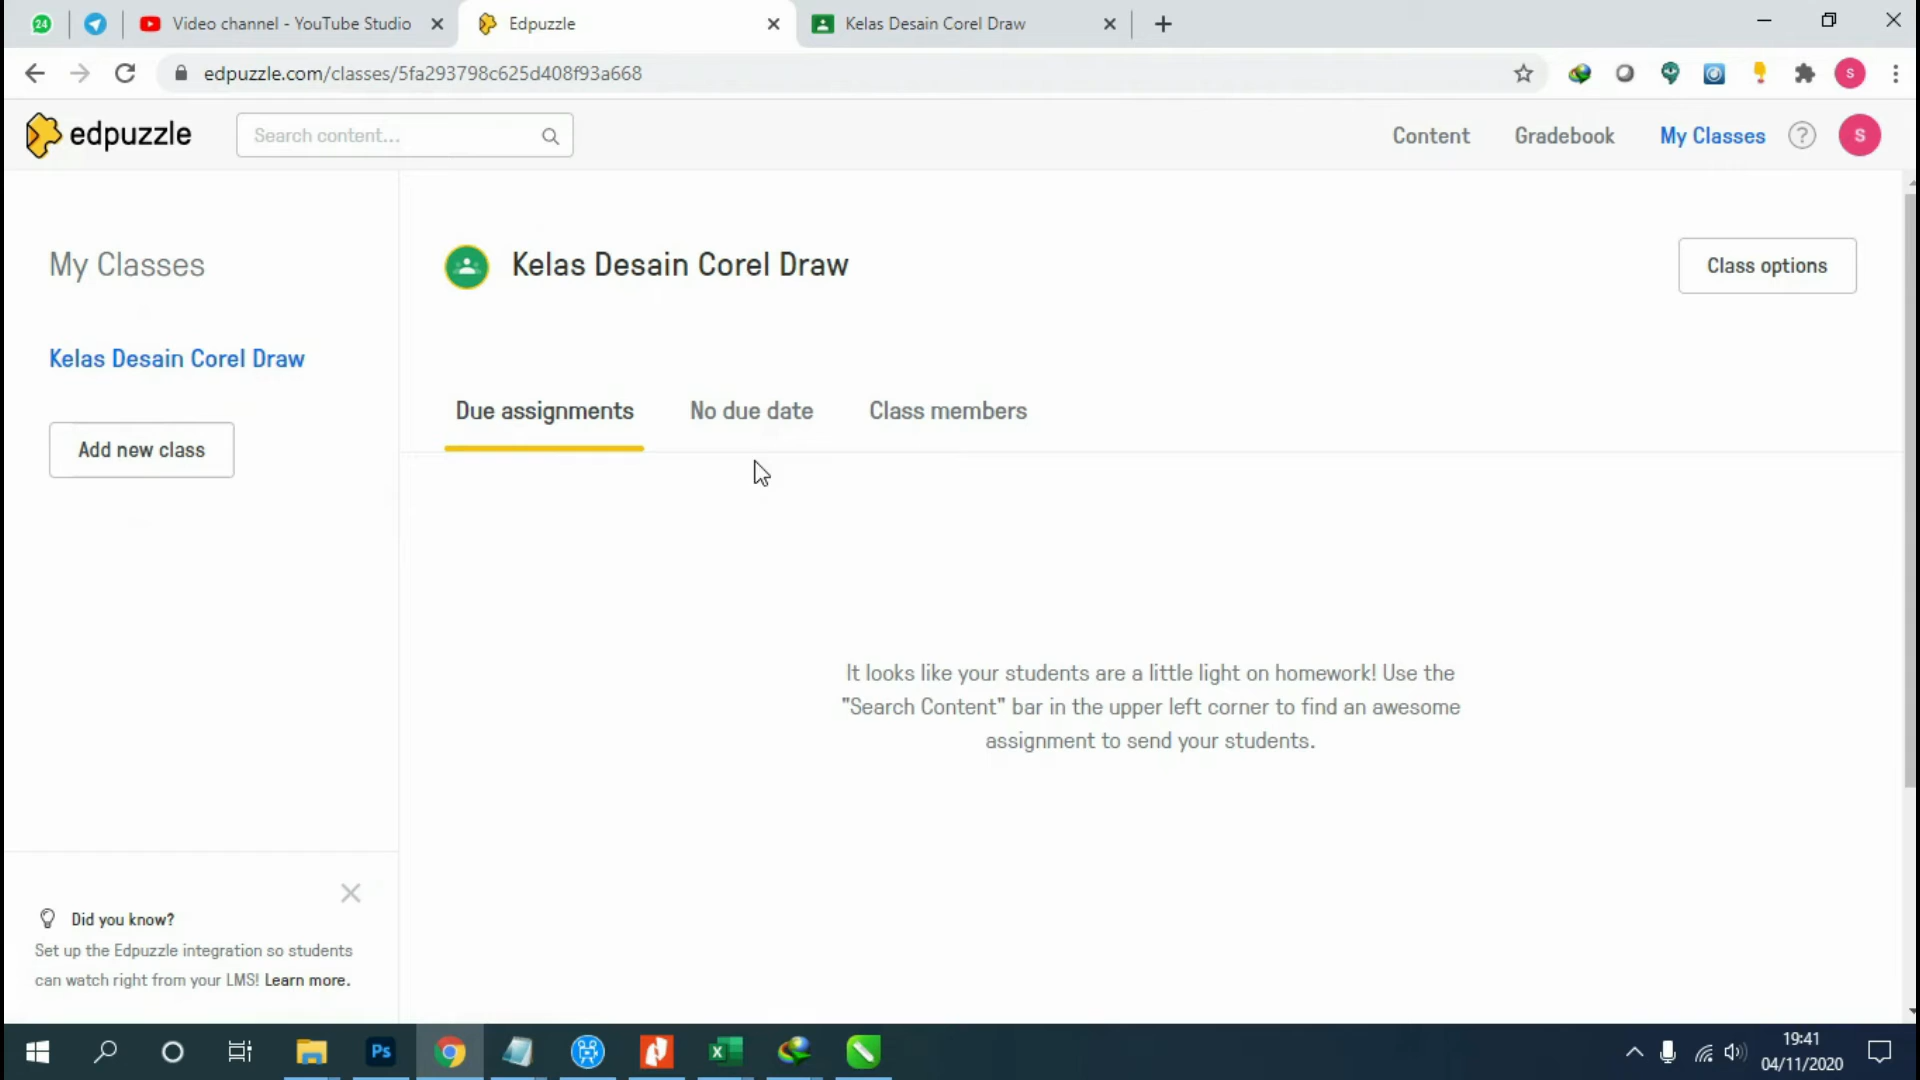 24
Video channel - YouTube Studio
Edpuzzle
Kelas Desain Corel Draw
edpuzzle.com/classes/5fa293798c625d408f93a668
S
edpuzzle
Search content...
Content
Gradebook
My Classes
?
S
My Classes
Kelas Desain Corel Draw
Class options
Kelas Desain Corel Draw
Add new class
Due assignments
No due date
Class members
It looks like your students are a little light on homework! Use the
"Search Content" bar in the upper left corner to find an awesome
assignment to send your students.
Did you know?
Set up the Edpuzzle integration so students
can watch right from your LMS! Learn more.
Ps
X
19:41
04/11/2020